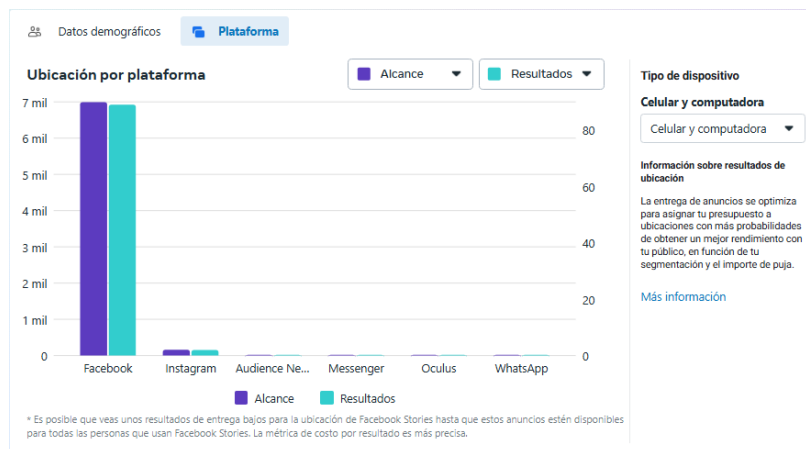 Datos demográficos
Plataforma
Ubicación por plataforma
Alcance
Resultados
7 mil
6 mil
5 mil
4 mil
3 mil
2 mil
1 mil
0
80
60
40
20
0
Facebook
Instagram
Audience Ne...
Messenger
Oculus
WhatsApp
Alcance
Resultados
* Es posible que veas unos resultados de entrega bajos para la ubicación de Facebook Stories hasta que estos anuncios estén disponibles
para todas las personas que usan Facebook Stories. La métrica de costo por resultado es más precisa.
Tipo de dispositivo
Celular y computadora
Celular y computadora
Información sobre resultados de
ubicación
La entrega de anuncios se optimiza
para asignar tu presupuesto a
ubicaciones con más probabilidades
de obtener un mejor rendimiento con
tu público, en función de tu
segmentación y el importe de puja.
Más información